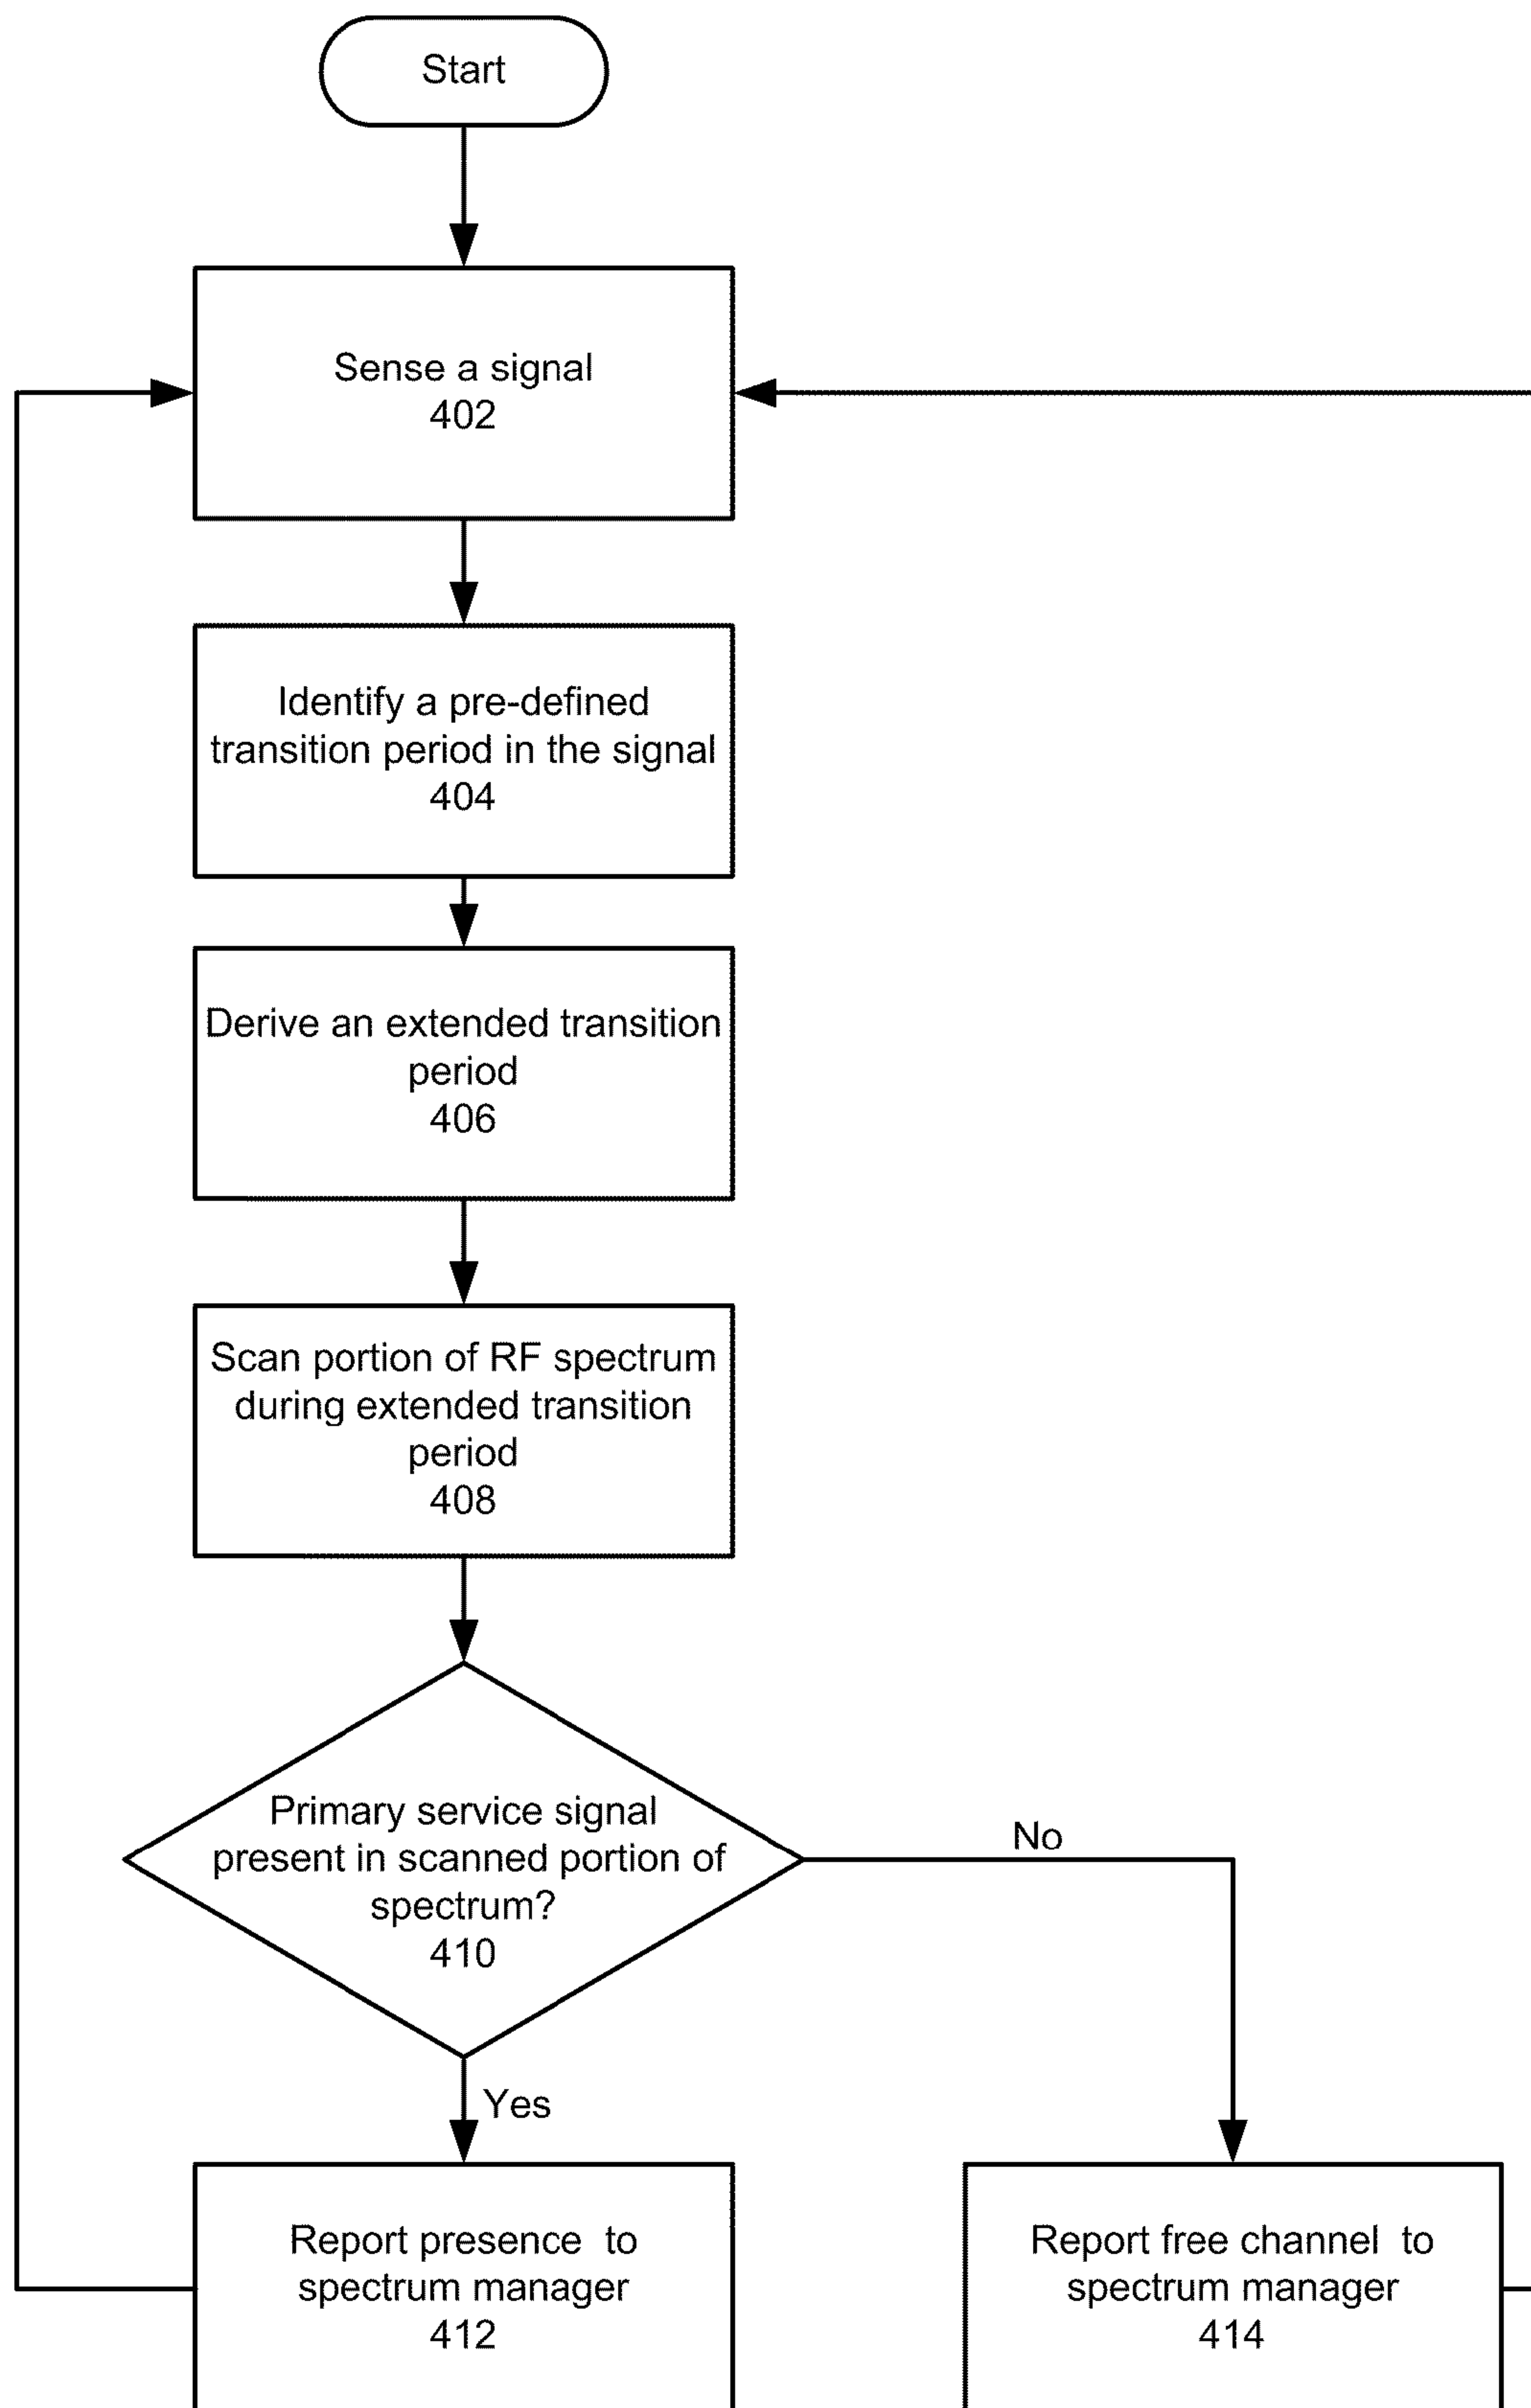 Start
Sense a signal
402
Identify a pre-defined
transition period in the signal
404
Derive an extended transition
period
406
Scan portion of RF spectrum
during extended transition
period
408
Primary service signal
present in scanned portion of
spectrum?
410
No
Yes
Report presence to
spectrum manager
412
Report free channel to
spectrum manager
414